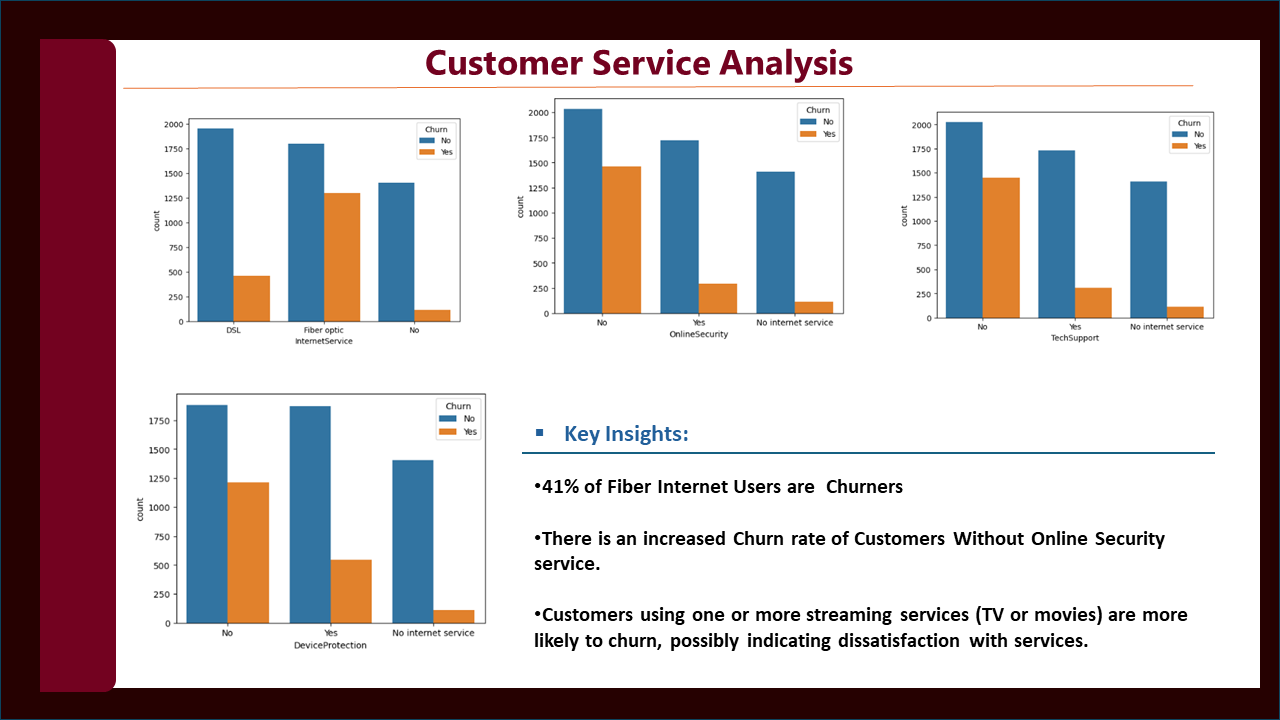 Customer Service Analysis
2000
1750
1500
1250
1000
750
500
250
0
count
Churn
No
Yes
DSL
Fiber optic
No
InternetService
2000
1750
1500
1250
1000
750
500
250
0
count
Churn
No
Yes
No
Yes
No internet service
OnlineSecurity
2000
1750
1500
1250
1000
750
500
250
0
count
Churn
No
Yes
No
Yes
No internet service
TechSupport
1750
1500
1250
1000
750
500
250
0
count
Churn
No
Yes
No
Yes
No internet service
DeviceProtection
▪ Key Insights:
•41% of Fiber Internet Users are Churners
•There is an increased Churn rate of Customers Without Online Security
service.
•Customers using one or more streaming services (TV or movies) are more
likely to churn, possibly indicating dissatisfaction with services.